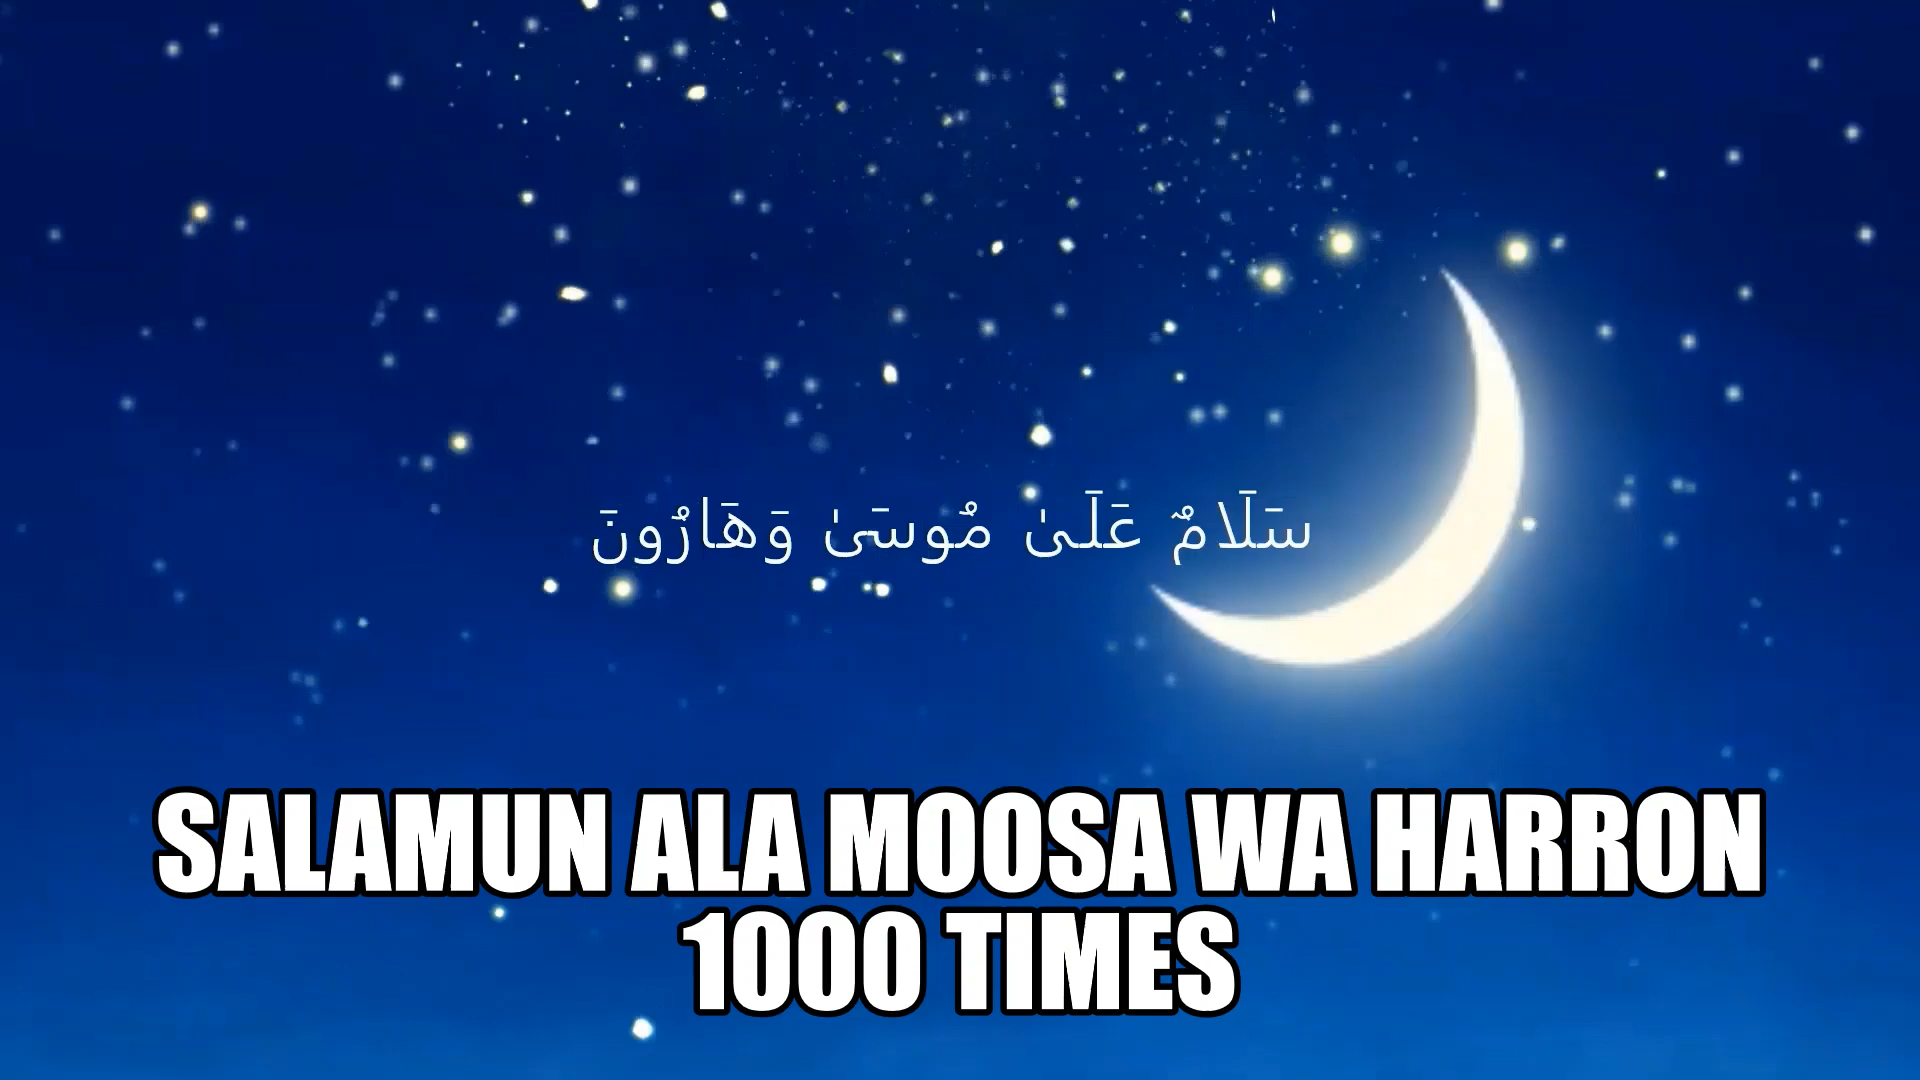 سَلَامٌ عَلَىٰ مُوسَىٰ وَهَارُونَ
SALAMUN ALA MOOSA WA HARRON
1000 TIMES